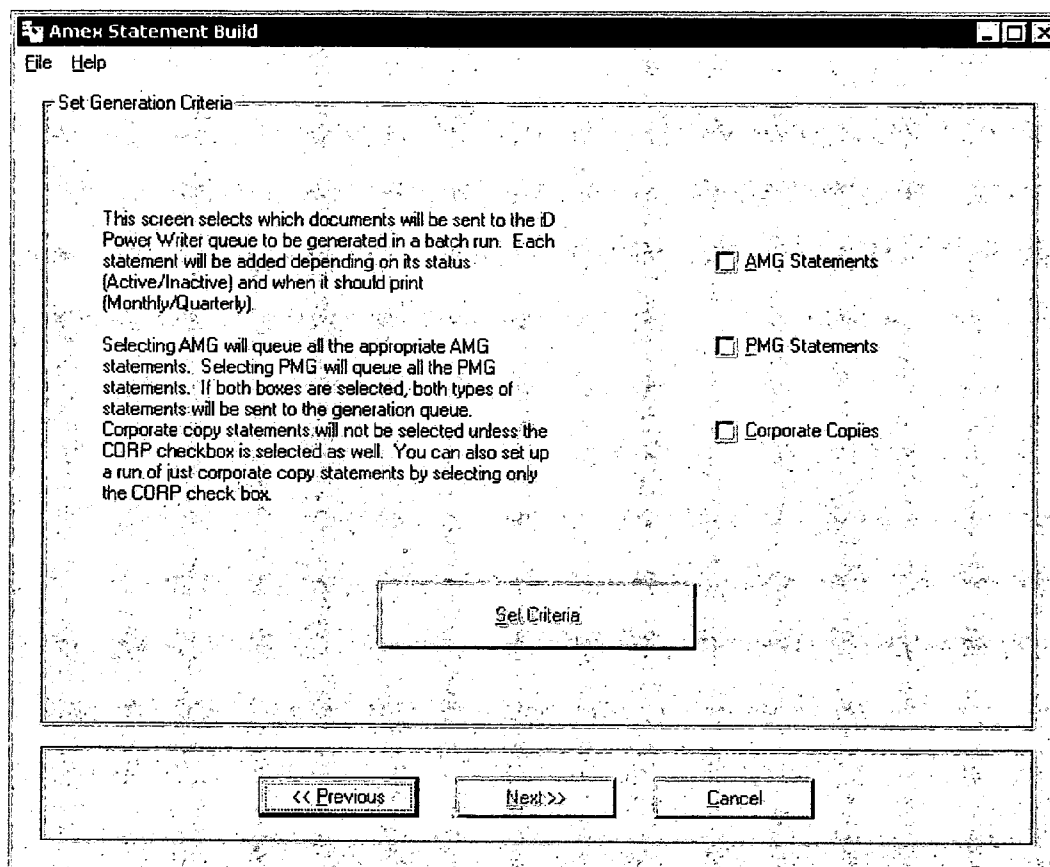 Amex Statement Build
File Help
Set Generation Criteria
This screen selects which documents will be sent to the iD
Power Writer queue to be generated in a batch run. Each
statement will be added depending on its status
(Active/Inactive) and when it should print
(Monthly/Quarterly).
AMG Statements
Selecting AMG will queue all the appropriate AMG
statements. Selecting PMG will queue all the PMG
statements. If both boxes are selected, both types of
statements will be sent to the generation queue.
Corporate copy statements will not be selected unless the
CORP checkbox is selected as well. You can also set up
a run of just corporate copy statements by selecting only
the CORP check box.
PMG Statements
Corporate Copies
Set Criteria
<< Previous
Next >>
Cancel